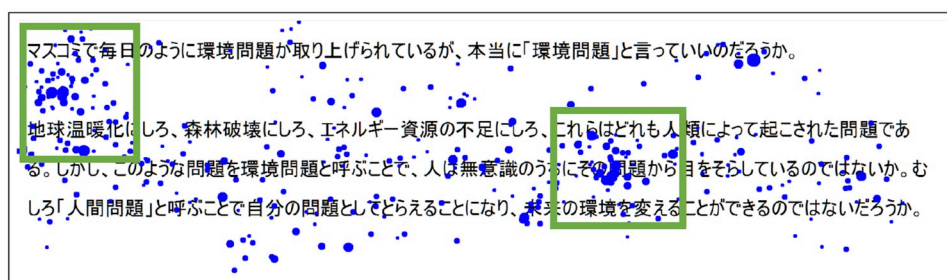 マスコミで毎日のように環境問題が取り上げられているが、本当に「環境問題」と言っていいのだろうか。
地球温暖化にしろ、森林破壊にしろ、エネルギー資源の不足にしろ、これらはどれも人類によって起こされた問題であ
る。しかし、このような問題を環境問題と呼ぶことで、人は無意識のうちにその問題から目をそらしているのではないか。む
しろ「人間問題」と呼ぶことで自分の問題としてとらえることになり、未来の環境を変えることができるのではないだろうか。